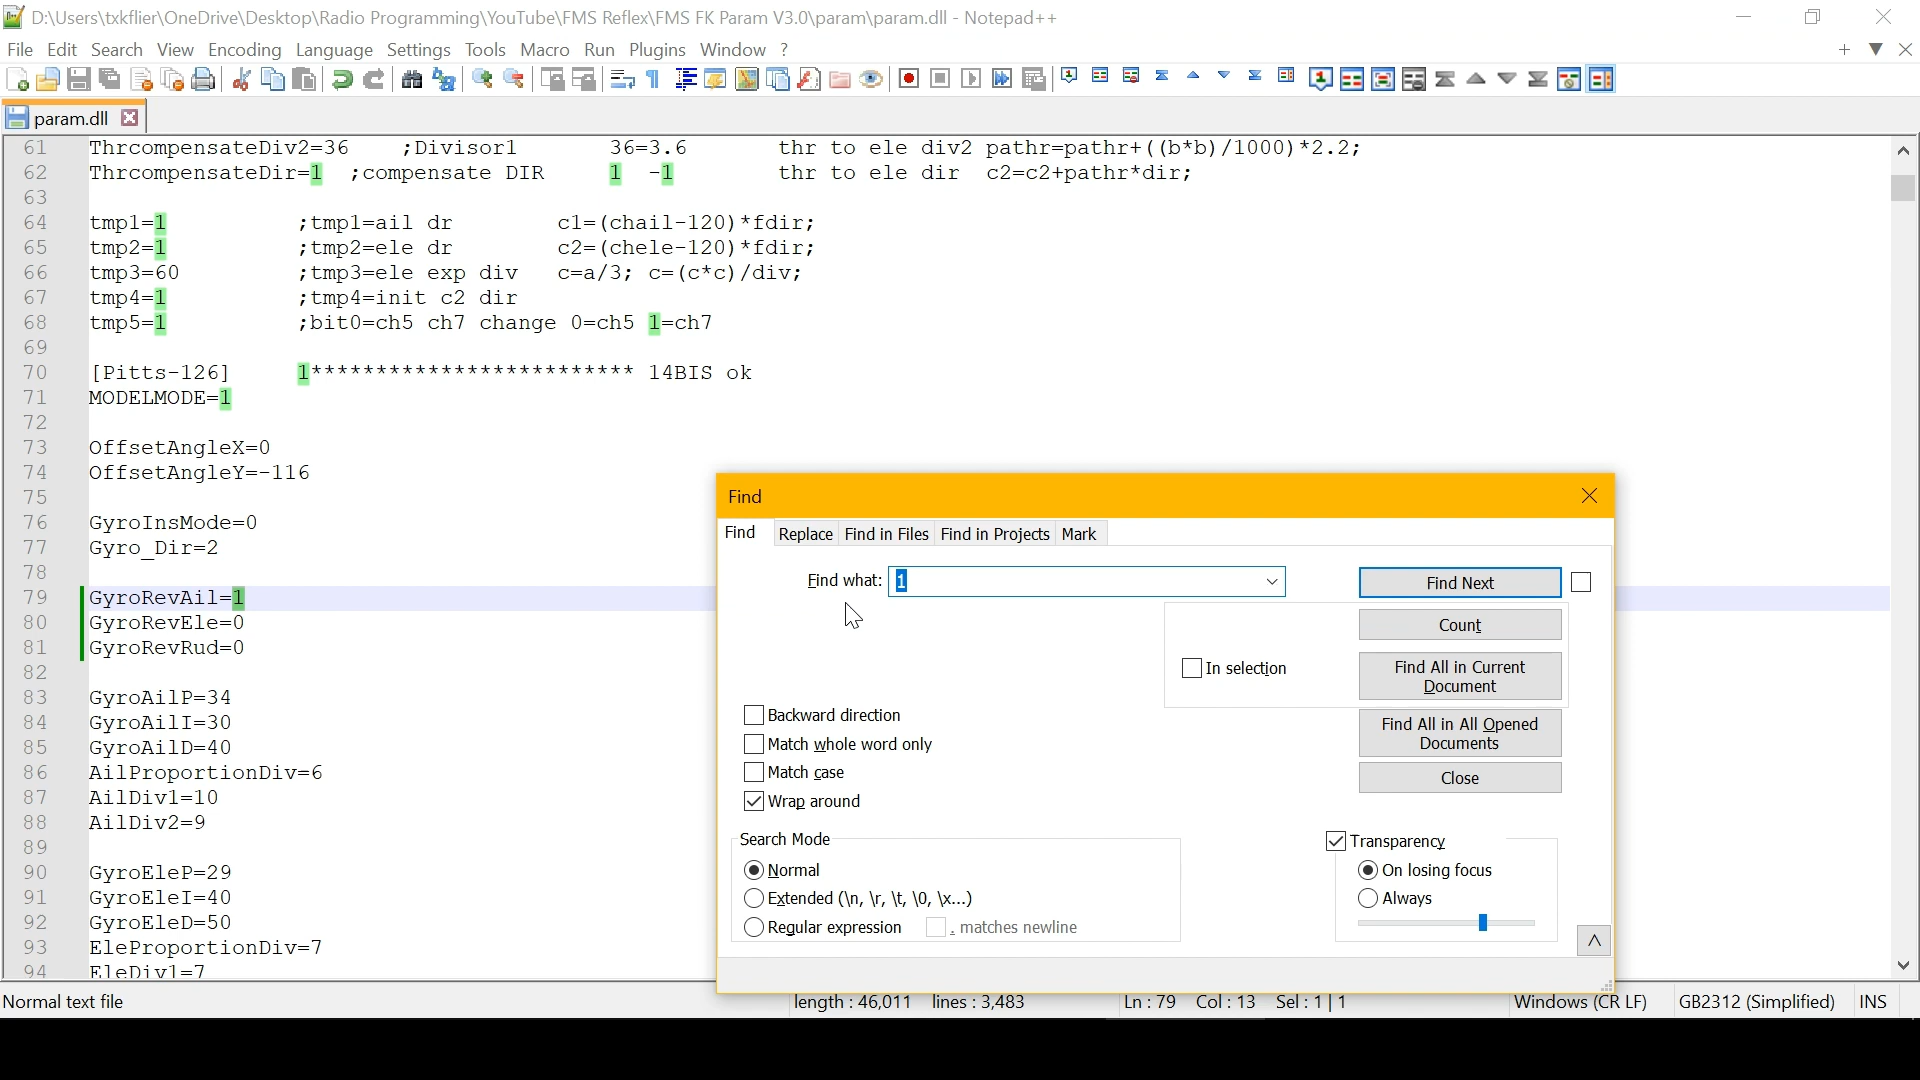 D:\Users\txkflier\OneDrive\Desktop\Radio Programming\YouTube\FMS Reflex\FMS FK Param V3.0\param\param.dll - Notepad++
File Edit Search View Encoding Language Settings Tools Macro Run Plugins Window ?
param.dll
61 ThrcompensateDiv2=36 ;Divisor1 36=3.6 thr to ele div2 pathr=pathr+((b*b)/1000)*2.2;
62 ThrcompensateDir=1 ;compensate DIR 1 -1 thr to ele dir c2=c2+pathr*dir;
63
64 tmp1=1 ;tmp1=ail dr c1=(chail-120)*fdir;
65 tmp2=1 ;tmp2=ele dr c2=(chele-120)*fdir;
66 tmp3=60 ;tmp3=ele exp div c=a/3; c=(c*c)/div;
67 tmp4=1 ;tmp4=init c2 dir
68 tmp5=1 ;bit0=ch5 ch7 change 0=ch5 1=ch7
69
70 [Pitts-126] 1************************* 14BIS ok
71 MODELMODE=1
72
73 OffsetAngleX=0
74 OffsetAngleY=-116
75
76 GyroInsMode=0
77 Gyro_Dir=2
78
79 GyroRevAil=1
80 GyroRevEle=0
81 GyroRevRud=0
82
83 GyroAilP=34
84 GyroAilI=30
85 GyroAilD=40
86 AilProportionDiv=6
87 AilDiv1=10
88 AilDiv2=9
89
90 GyroEleP=29
91 GyroEleI=40
92 GyroEleD=50
93 EleProportionDiv=7
94 EleDiv1=7
Find
Find Replace Find in Files Find in Projects Mark
Find what: 1 Find Next
Count
In selection
Find All in Current
Document
Backward direction
Find All in All Opened
Documents
Match whole word only
Match case
Close
Wrap around
Search Mode
Transparency
Normal
On losing focus
Extended (\n, \r, \t, \0, \x...)
Always
Regular expression . matches newline
Normal text file length : 46,011 lines : 3,483 Ln : 79 Col : 13 Sel : 1 | 1 Windows (CR LF) GB2312 (Simplified) INS